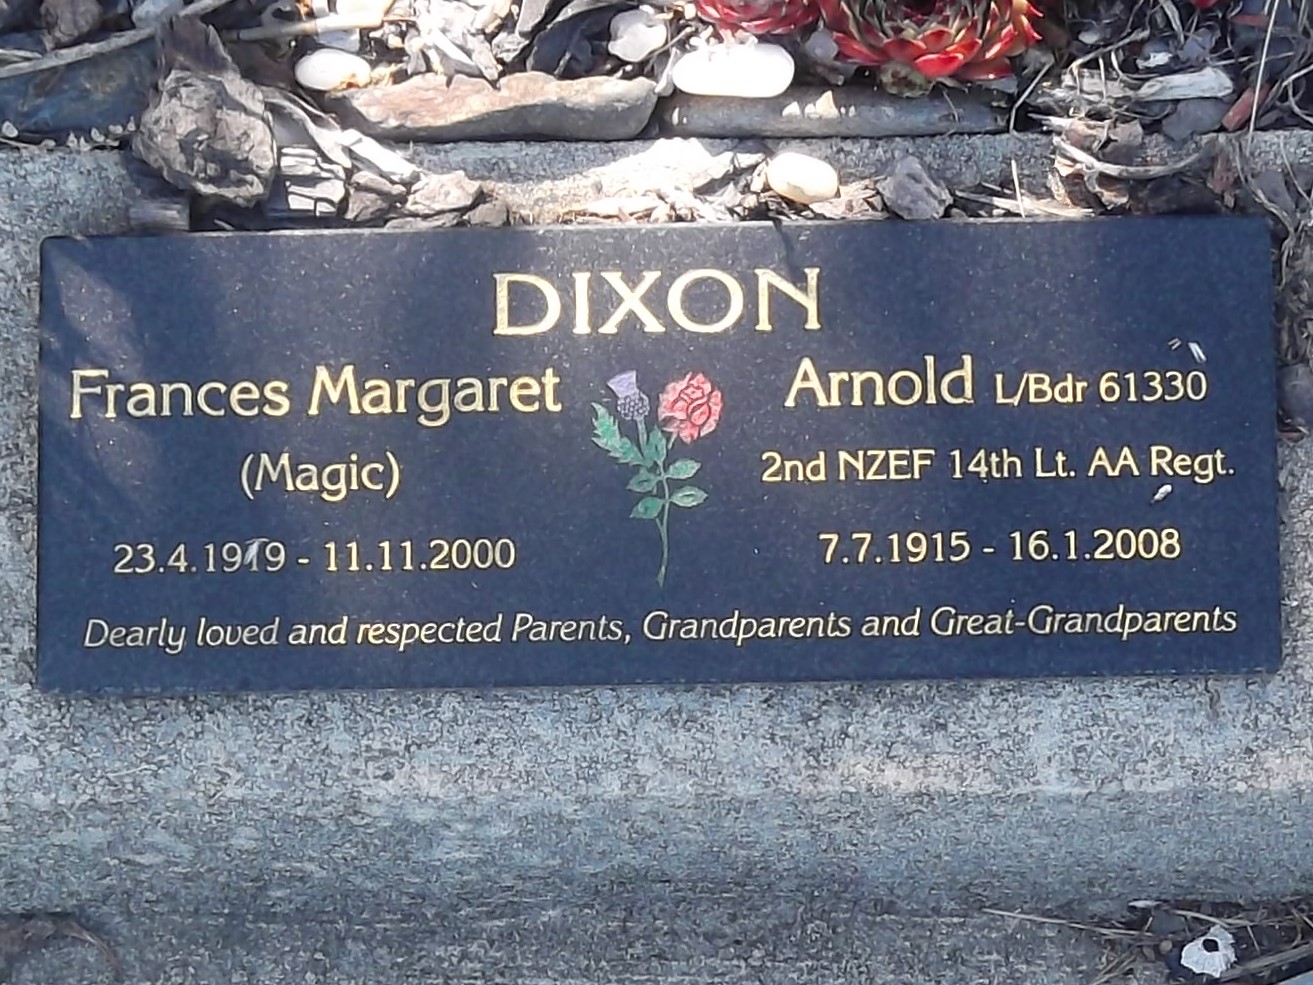 DIXON
Frances Margaret
(Magic)
23.4.1919 - 11.11.2000
Arnold L/Bdr 61330
2nd NZEF 14th Lt. AA Regt.
7.7.1915 - 16.1.2008
Dearly loved and respected Parents, Grandparents and Great-Grandparents